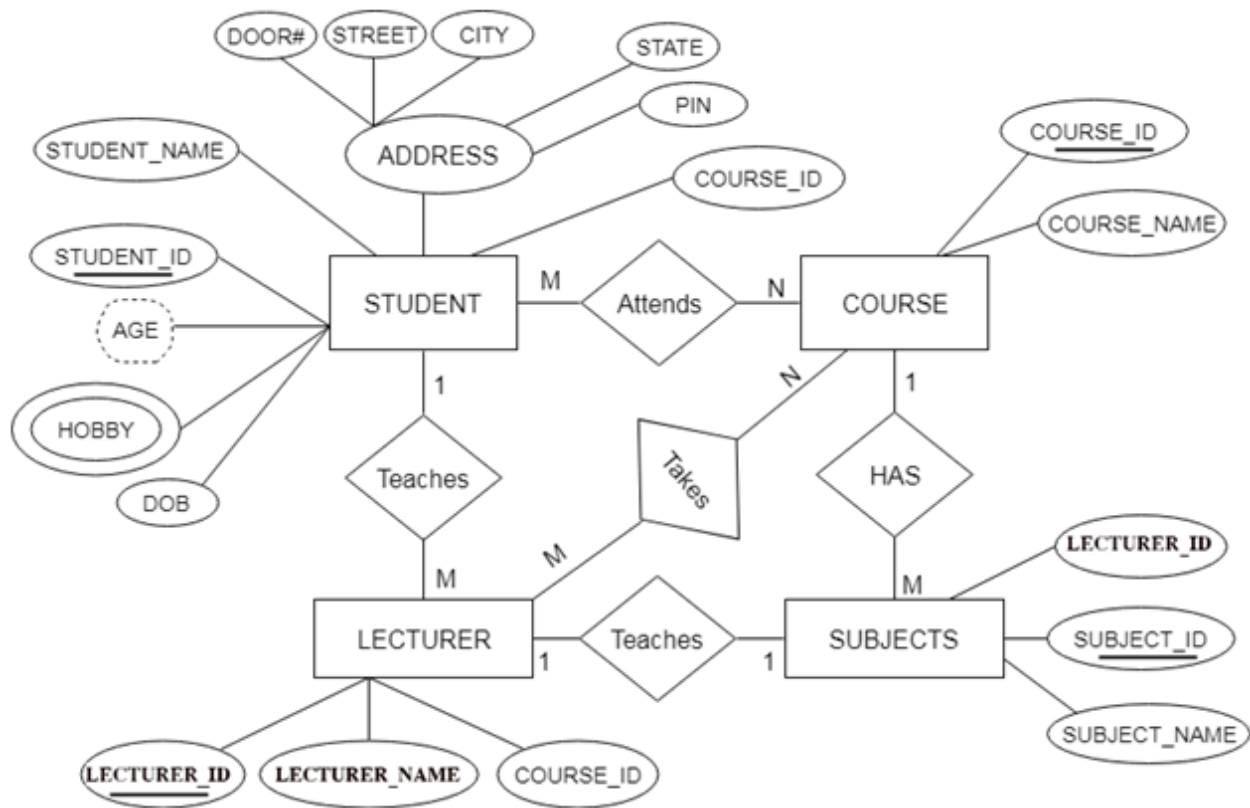 DOOR#
STREET
CITY
STATE
PIN
ADDRESS
STUDENT_NAME
COURSE_ID
COURSE_ID
COURSE_NAME
STUDENT_ID
AGE
HOBBY
DOB
STUDENT
M
Attends
N
COURSE
1
Teaches
M
N
Takes
M
1
HAS
M
LECTURER
1
Teaches
1
SUBJECTS
LECTURER_ID
SUBJECT_ID
SUBJECT_NAME
LECTURER_ID
LECTURER_NAME
COURSE_ID